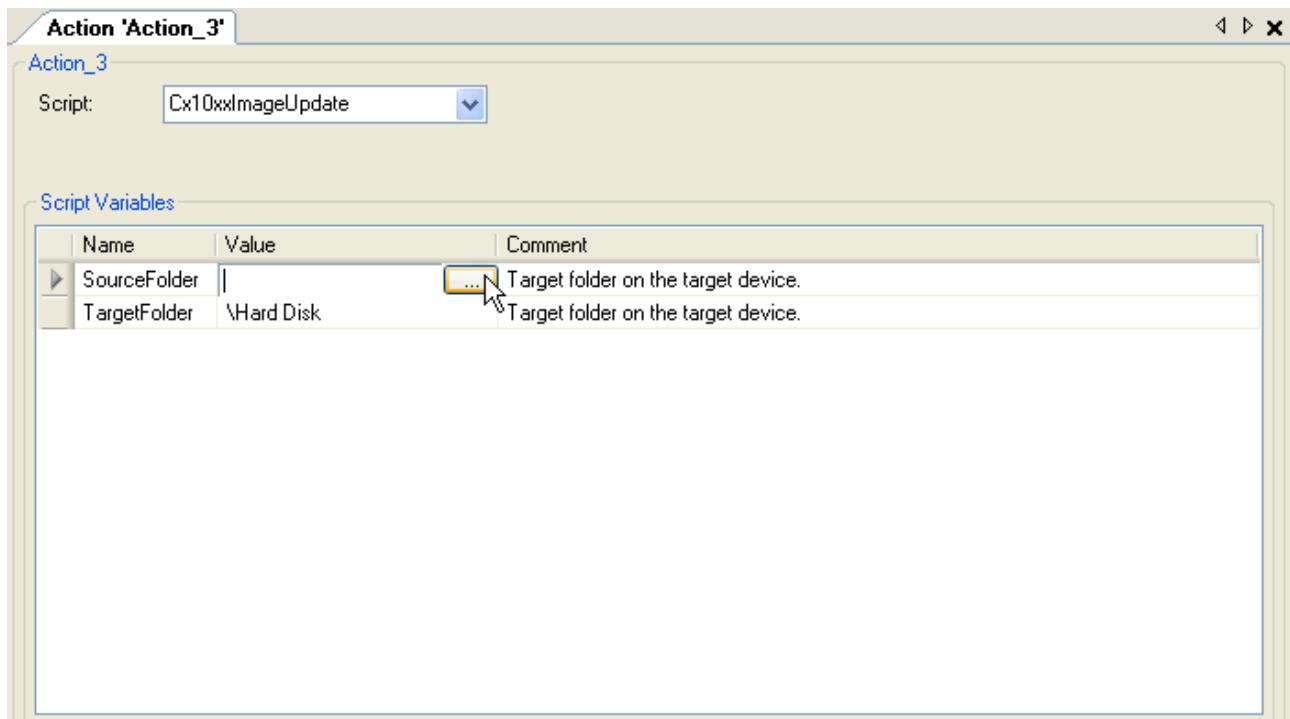 Action 'Action_3'
Action_3
Script: Cx10xxImageUpdate
Script Variables
Name Value Comment
SourceFolder ... Target folder on the target device.
TargetFolder \Hard Disk Target folder on the target device.